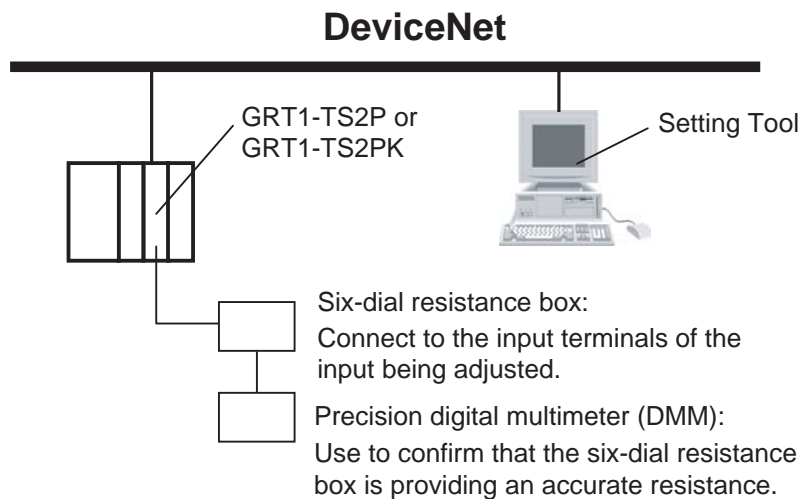 DeviceNet
GRT1-TS2P or
GRT1-TS2PK
Setting Tool
Six-dial resistance box:
Connect to the input terminals of the
input being adjusted.
Precision digital multimeter (DMM):
Use to confirm that the six-dial resistance
box is providing an accurate resistance.